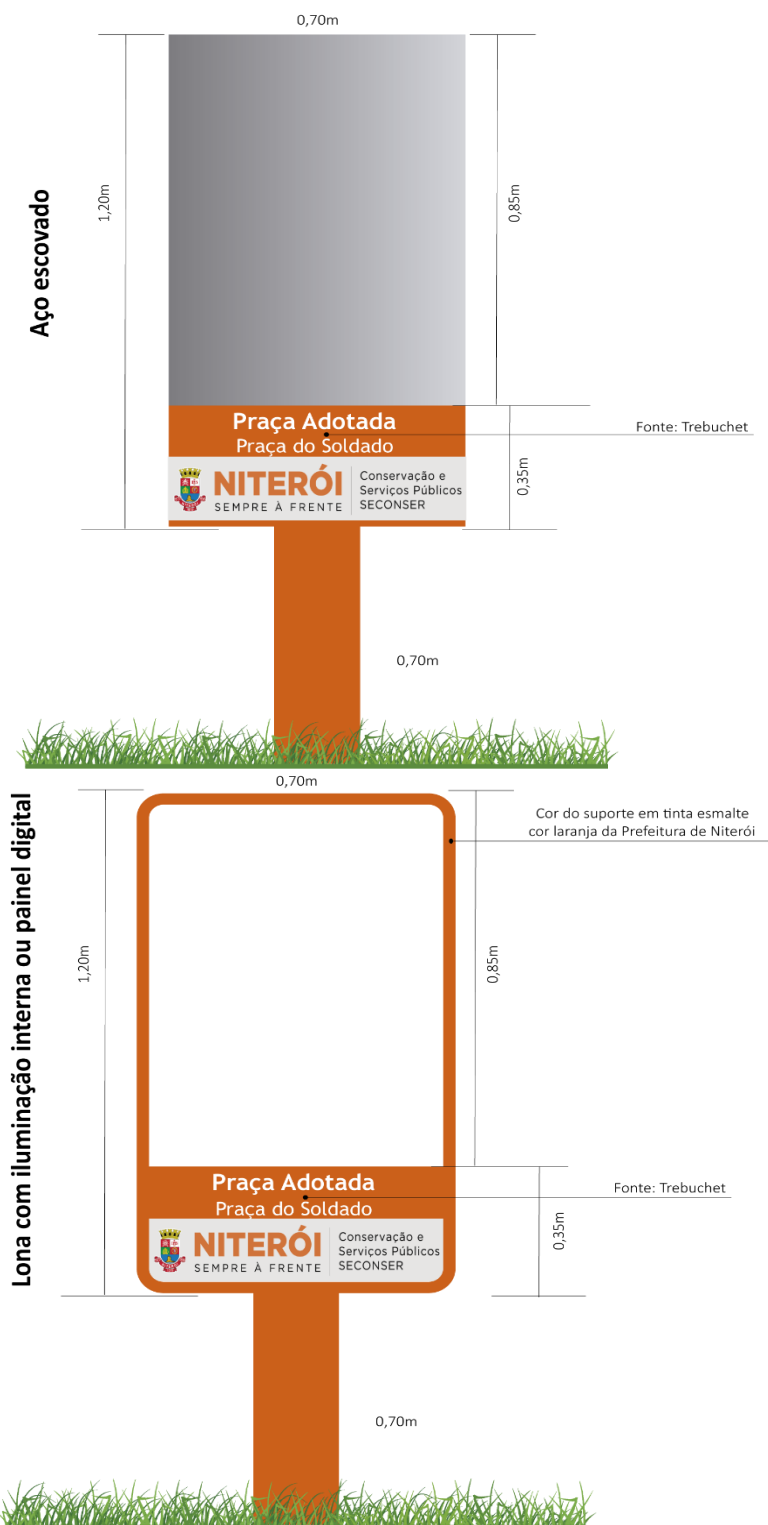 0,70m
Aço escovado
1,20m
0,85m
Praça Adotada
Praça do Soldado
Fonte: Trebuchet
0,35m
NITERÓI
SEMPRE À FRENTE
Conservação e
Serviços Públicos
SECONSER
0,70m
0,70m
Lona com iluminação interna ou painel digital
Cor do suporte em tinta esmalte
cor laranja da Prefeitura de Niterói
1,20m
0,85m
Praça Adotada
Praça do Soldado
Fonte: Trebuchet
0,35m
NITERÓI
SEMPRE À FRENTE
Conservação e
Serviços Públicos
SECONSER
0,70m